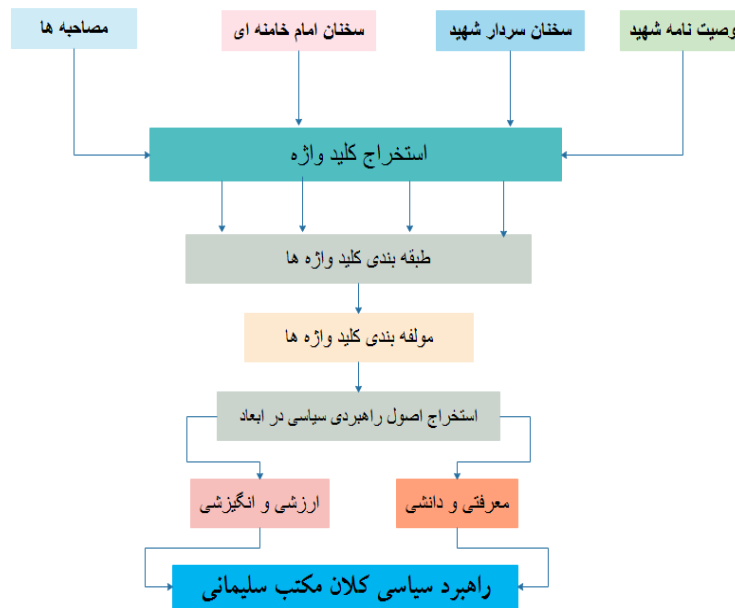 وصیت نامه شهید
سخنان سردار شهید
سخنان امام خامنه ای
مصاحبه ها
استخراج کلید واژه
طبقه بندی کلید واژه ها
مولفه بندی کلید واژه ها
استخراج اصول راهبردی سیاسی در ابعاد
معرفتی و دانشی
ارزشی و انگیزشی
راهبرد سیاسی کلان مکتب سلیمانی